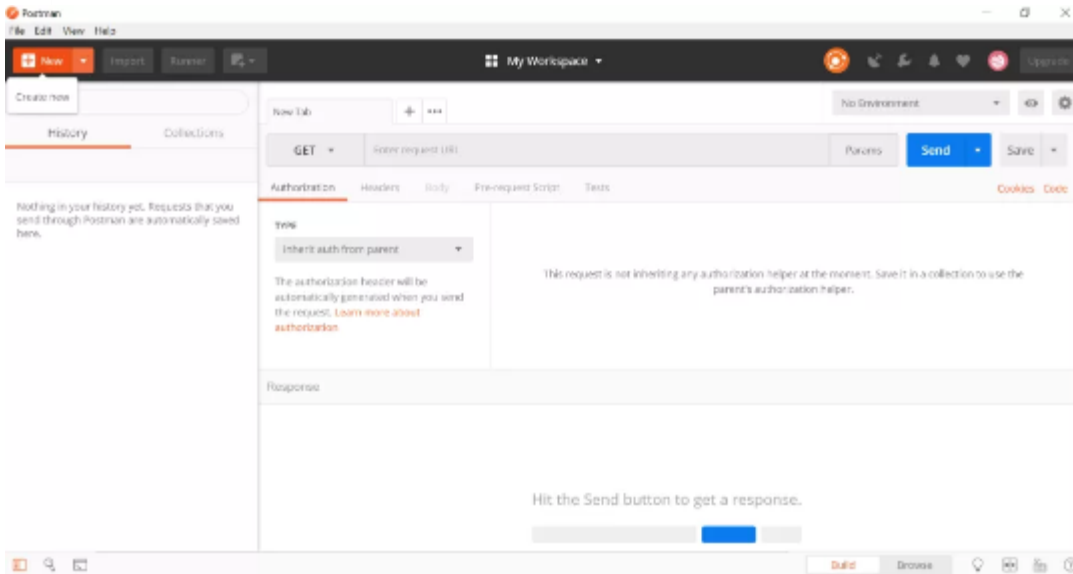 Postman
File Edit View Help
New
Import
Runner
My Workspace
Upgrade
Create new
History
Collections
Nothing in your history yet. Requests that you
send through Postman are automatically saved
here.
New Tab
No Environment
GET
Enter request URL
Params
Send
Save
Authorization
Headers
Body
Pre-request Script
Tests
Cookies
Code
TYPE
Inherit auth from parent
The authorization header will be
automatically generated when you send
the request. Learn more about
authorization
This request is not inheriting any authorization helper at the moment. Save it in a collection to use the
parent's authorization helper.
Response
Hit the Send button to get a response.
Build
Browse